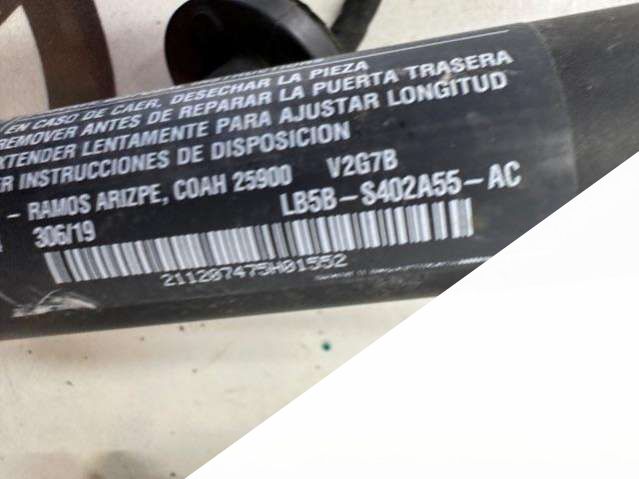 EN CASO DE CAER, DESECHAR LA PIEZA
REMOVER ANTES DE REPARAR LA PUERTA TRASERA
EXTENDER LENTAMENTE PARA AJUSTAR LONGITUD
INSTRUCCIONES DE DISPOSICION
- RAMOS ARIZPE, COAH 25900 V2G7B
306/19 LB5B-S402A55-AC
211207475H01552